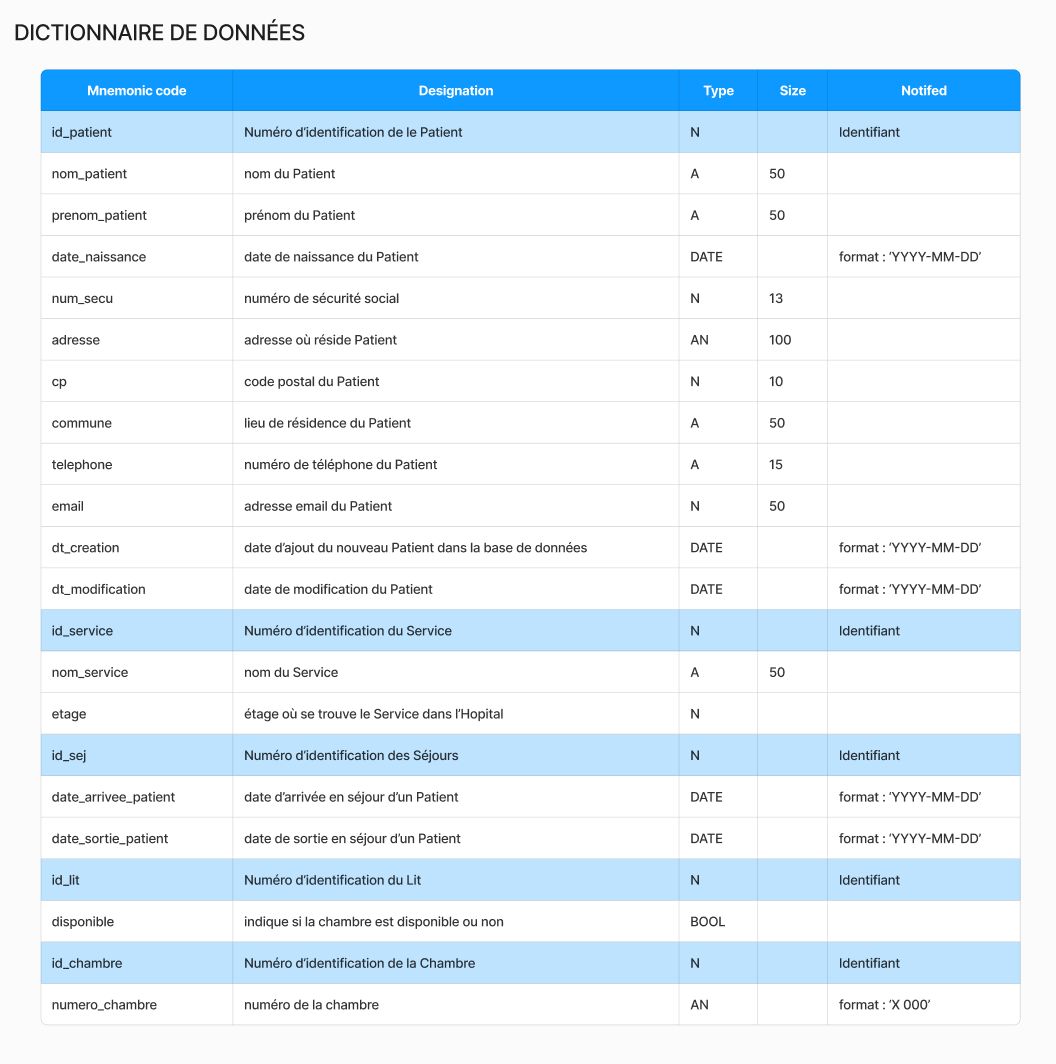 DICTIONNAIRE DE DONNÉES
Mnemonic code Designation Type Size Notifed
id_patient Numéro d’identification de le Patient N Identifiant
nom_patient nom du Patient A 50
prenom_patient prénom du Patient A 50
date_naissance date de naissance du Patient DATE format : ‘YYYY-MM-DD’
num_secu numéro de sécurité social N 13
adresse adresse où réside Patient AN 100
cp code postal du Patient N 10
commune lieu de résidence du Patient A 50
telephone numéro de téléphone du Patient A 15
email adresse email du Patient N 50
dt_creation date d’ajout du nouveau Patient dans la base de données DATE format : ‘YYYY-MM-DD’
dt_modification date de modification du Patient DATE format : ‘YYYY-MM-DD’
id_service Numéro d’identification du Service N Identifiant
nom_service nom du Service A 50
etage étage où se trouve le Service dans l’Hopital N
id_sej Numéro d’identification des Séjours N Identifiant
date_arrivee_patient date d’arrivée en séjour d’un Patient DATE format : ‘YYYY-MM-DD’
date_sortie_patient date de sortie en séjour d’un Patient DATE format : ‘YYYY-MM-DD’
id_lit Numéro d’identification du Lit N Identifiant
disponible indique si la chambre est disponible ou non BOOL
id_chambre Numéro d’identification de la Chambre N Identifiant
numero_chambre numéro de la chambre AN format : ‘X 000’